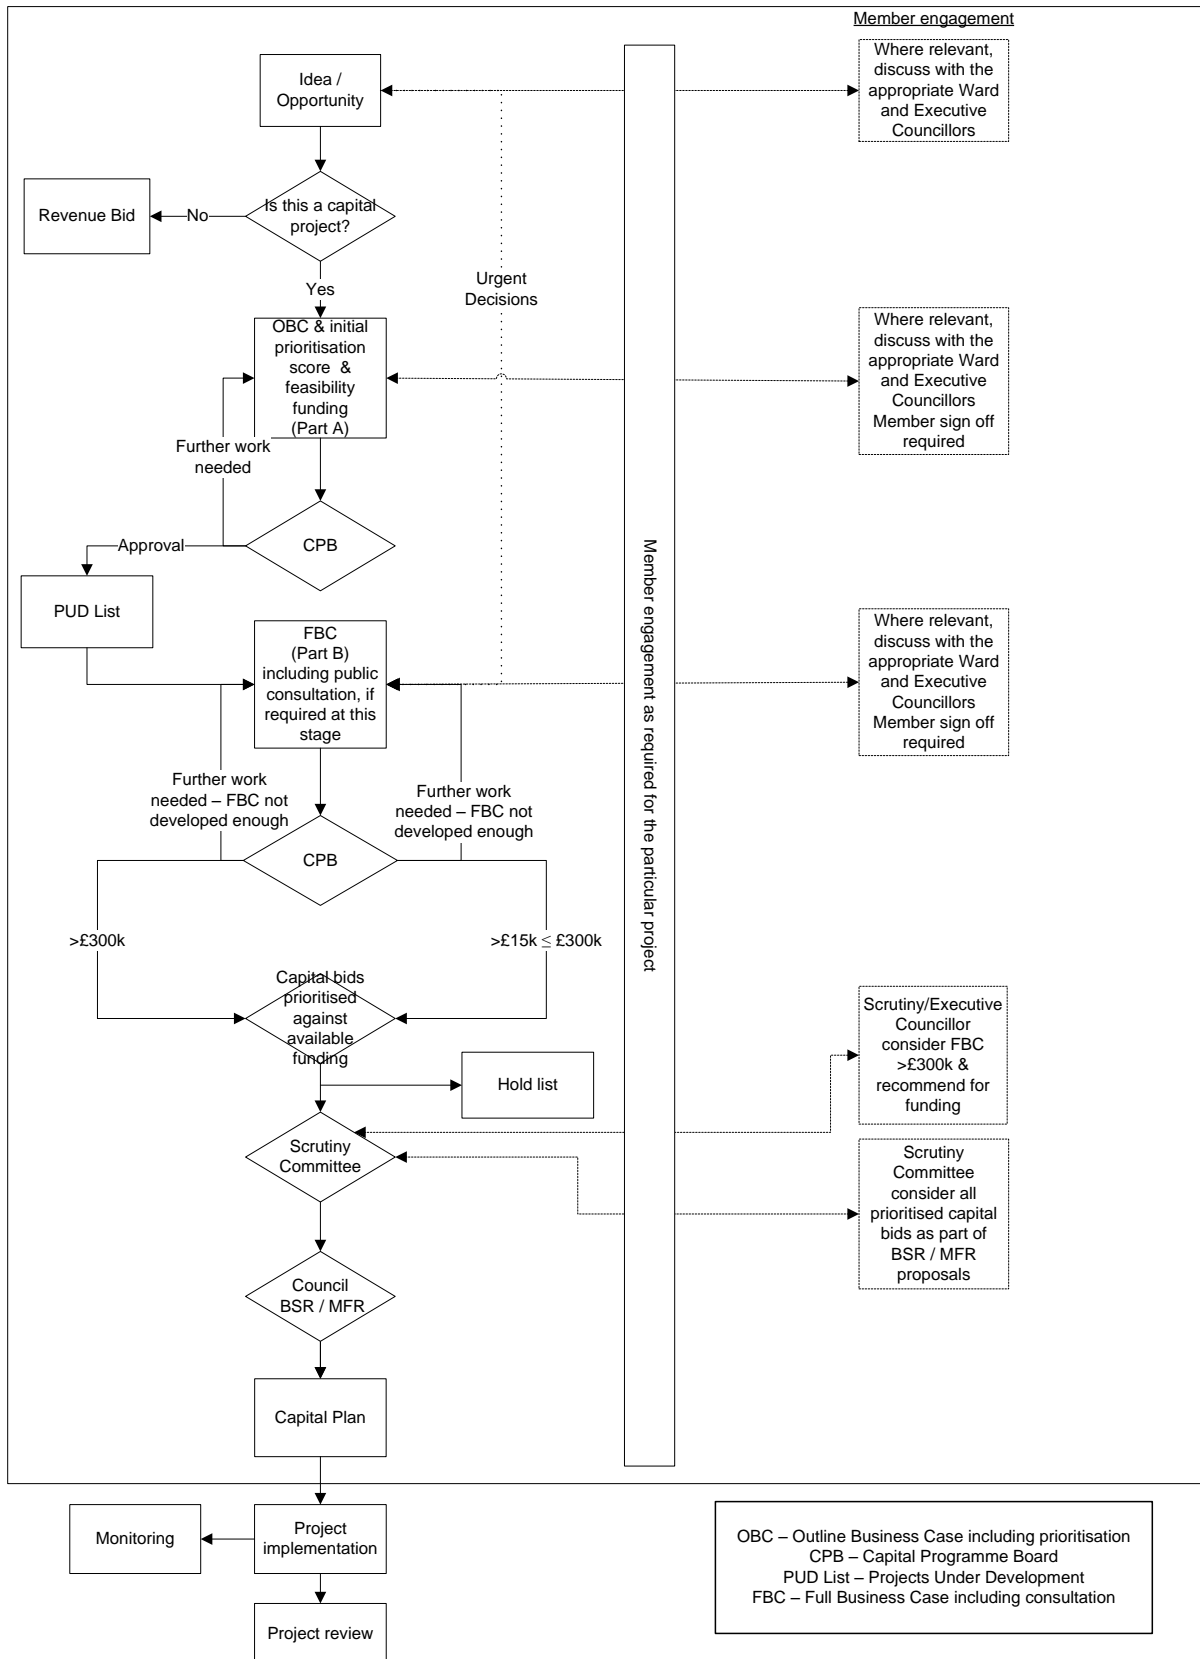 Member engagement
Idea /
Opportunity
Where relevant,
discuss with the
appropriate Ward
and Executive
Councillors
Is this a capital
project?
No
Revenue Bid
Yes
Urgent
Decisions
OBC & initial
prioritisation
score & 
feasibility
funding
(Part A)
Where relevant,
discuss with the
appropriate Ward
and Executive
Councillors
Member sign off
required
Further work
needed
CPB
Approval
PUD List
Member engagement as required for the particular project
FBC
(Part B)
including public
consultation, if
required at this
stage
Where relevant,
discuss with the
appropriate Ward
and Executive
Councillors
Member sign off
required
Further work
needed – FBC not
developed enough
Further work
needed – FBC not
developed enough
CPB
>£300k
>£15k ≤ £300k
Capital bids
prioritised
against
available
funding
Scrutiny/Executive
Councillor
consider FBC
>£300k &
recommend for
funding
Hold list
Scrutiny
Committee
Scrutiny
Committee
consider all
prioritised capital
bids as part of
BSR / MFR
proposals
Council
BSR / MFR
Capital Plan
Monitoring
Project
implementation
Project review
OBC – Outline Business Case including prioritisation
CPB – Capital Programme Board
PUD List – Projects Under Development
FBC – Full Business Case including consultation